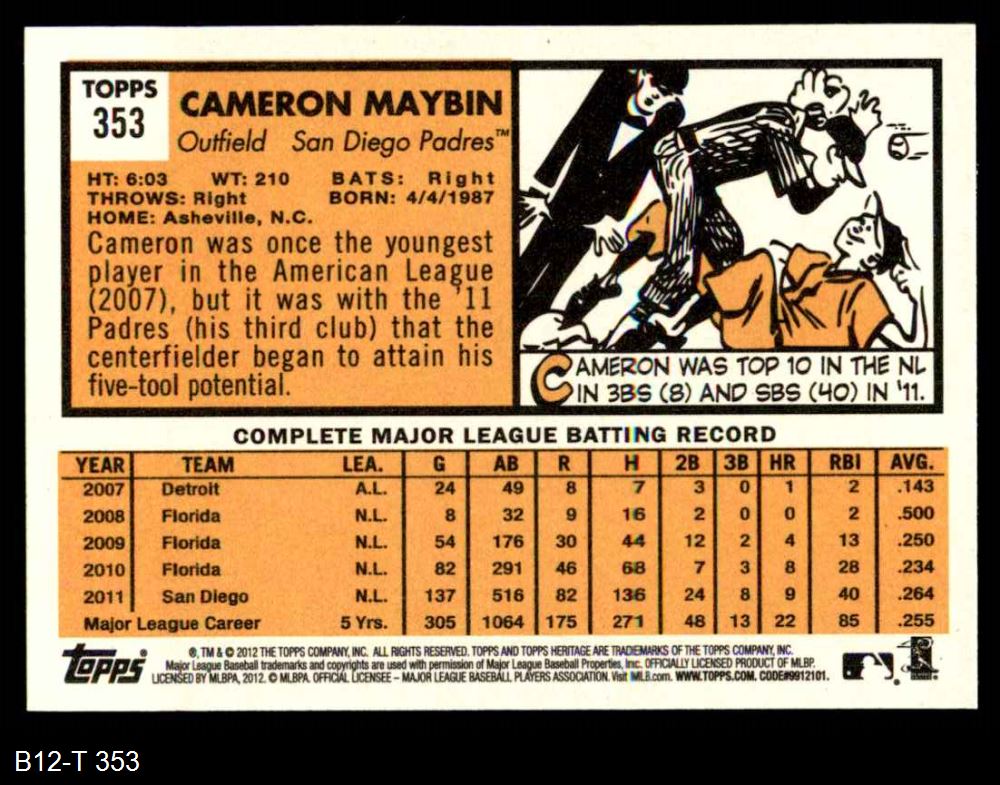 TOPPS
353
CAMERON MAYBIN
Outfield San Diego Padres™
HT: 6:03 WT: 210 BATS: Right
THROWS: Right BORN: 4/4/1987
HOME: Asheville, N.C.
Cameron was once the youngest
player in the American League
(2007), but it was with the '11
Padres (his third club) that the
centerfielder began to attain his
five-tool potential.
CAMERON WAS TOP 10 IN THE NL
IN 3BS (8) AND SBS (40) IN '11.
COMPLETE MAJOR LEAGUE BATTING RECORD
YEAR TEAM LEA. G AB R H 2B 3B HR RBI AVG.
2007 Detroit A.L. 24 49 8 7 3 0 1 2 .143
2008 Florida N.L. 8 32 9 16 2 0 0 2 .500
2009 Florida N.L. 54 176 30 44 12 2 4 13 .250
2010 Florida N.L. 82 291 46 68 7 3 8 28 .234
2011 San Diego N.L. 137 516 82 136 24 8 9 40 .264
Major League Career 5 Yrs. 305 1064 175 271 48 13 22 85 .255
Topps
®, TM & © 2012 THE TOPPS COMPANY, INC. ALL RIGHTS RESERVED. TOPPS AND TOPPS HERITAGE ARE TRADEMARKS OF THE TOPPS COMPANY, INC.
Major League Baseball trademarks and copyrights are used with permission of Major League Baseball Properties, Inc. OFFICIALLY LICENSED PRODUCT OF MLBP.
LICENSED BY MLBPA, 2012. © MLBPA. OFFICIAL LICENSEE – MAJOR LEAGUE BASEBALL PLAYERS ASSOCIATION. Visit MLB.com. WWW.TOPPS.COM. CODE#9912101.
B12-T 353